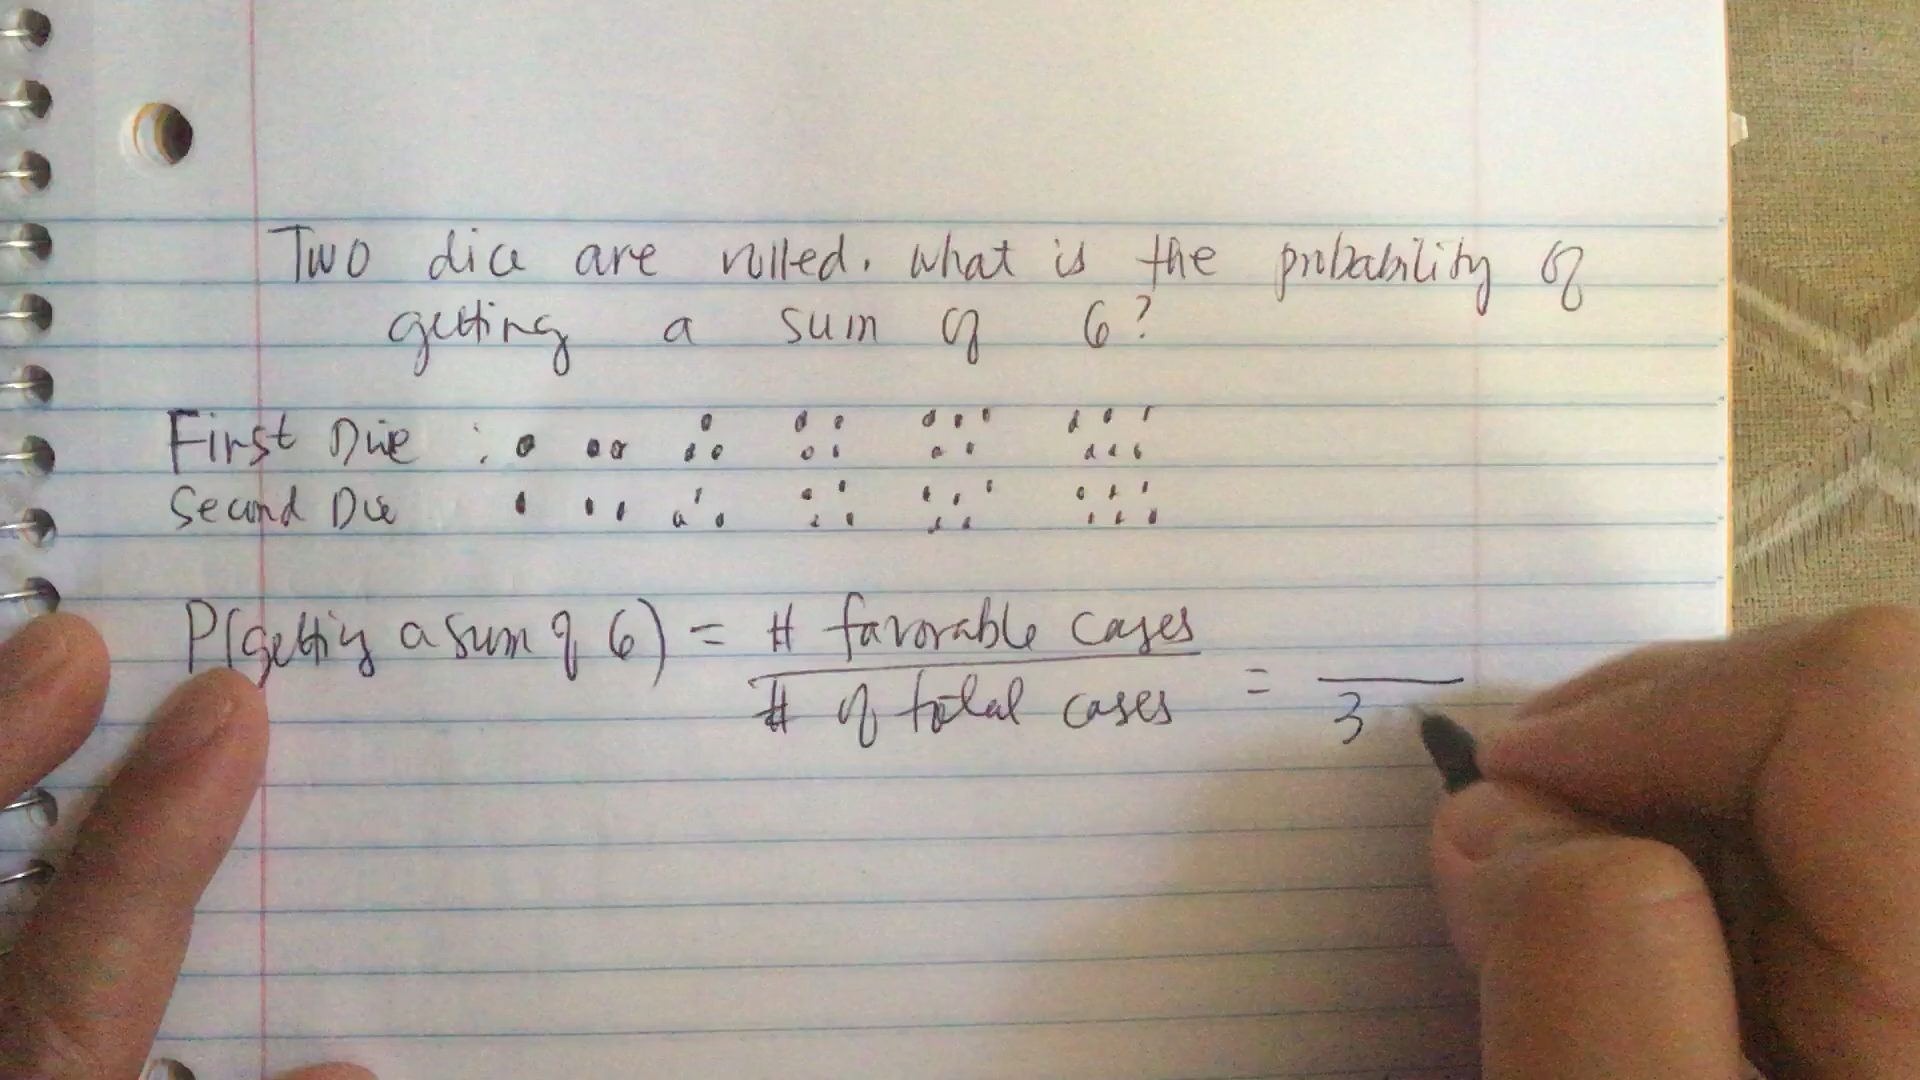 Two dice are rolled. What is the probability of
getting a sum of 6?
First Die :
Second Die
P(getting a sum of 6) = # favorable cases / # of total cases = / 3